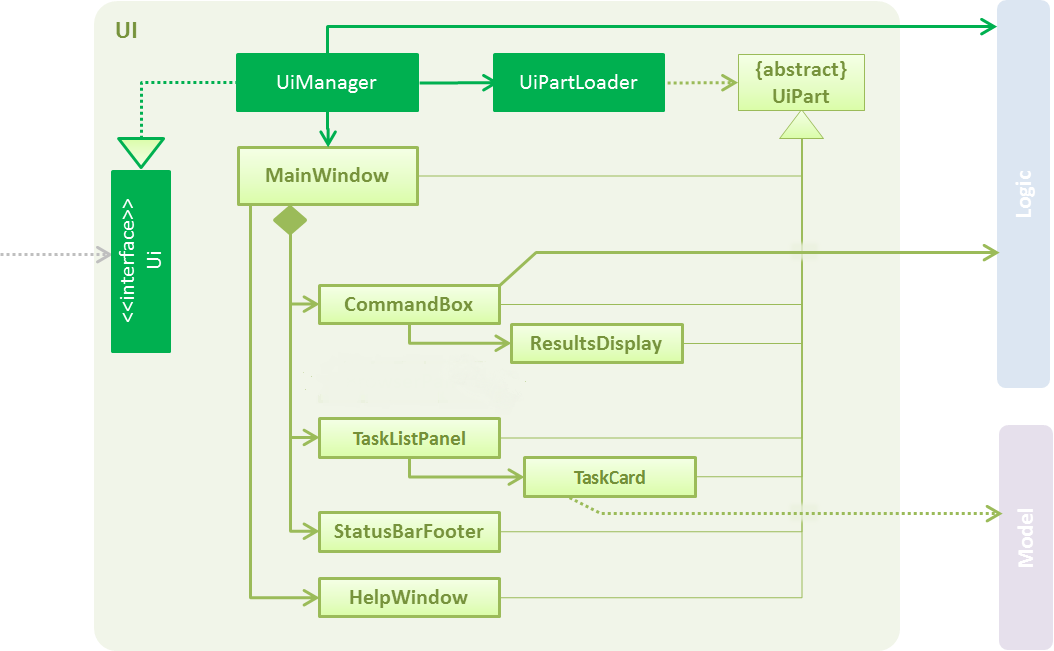 UI
UiManager
UiPartLoader
{abstract}
UiPart
MainWindow
<<interface>>
Ui
Logic
CommandBox
ResultsDisplay
TaskListPanel
TaskCard
StatusBarFooter
Model
HelpWindow